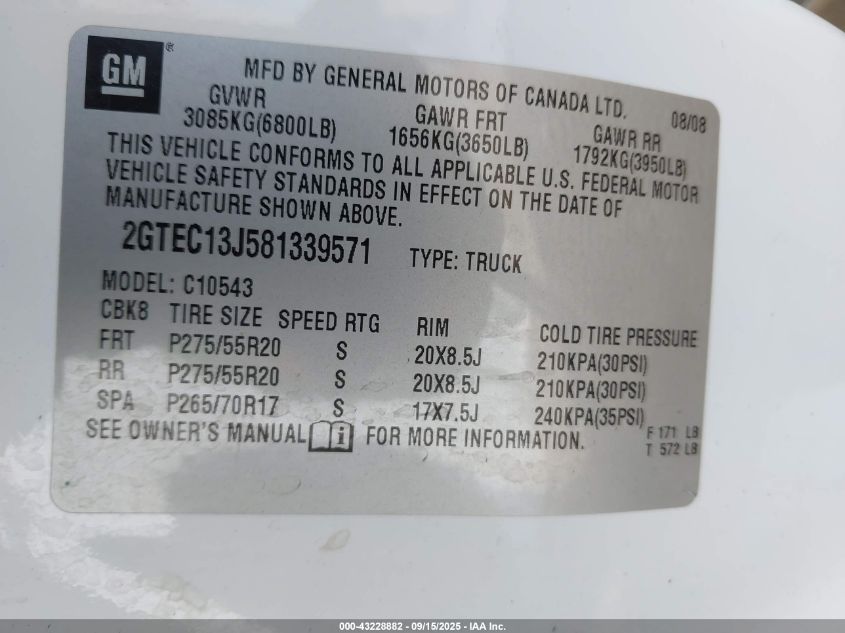 GM ®
MFD BY GENERAL MOTORS OF CANADA LTD. 08/08
GVWR GAWR FRT GAWR RR
3085KG(6800LB) 1656KG(3650LB) 1792KG(3950LB)
THIS VEHICLE CONFORMS TO ALL APPLICABLE U.S. FEDERAL MOTOR
VEHICLE SAFETY STANDARDS IN EFFECT ON THE DATE OF
MANUFACTURE SHOWN ABOVE.
2GTEC13J581339571 TYPE: TRUCK
MODEL: C10543
CBK8 TIRE SIZE SPEED RTG RIM COLD TIRE PRESSURE
FRT P275/55R20 S 20X8.5J 210KPA(30PSI)
RR P275/55R20 S 20X8.5J 210KPA(30PSI)
SPA P265/70R17 S 17X7.5J 240KPA(35PSI)
SEE OWNER'S MANUAL i FOR MORE INFORMATION.
F 171 LB
T 572 LB
000-43228882 - 09/15/2025 - IAA Inc.